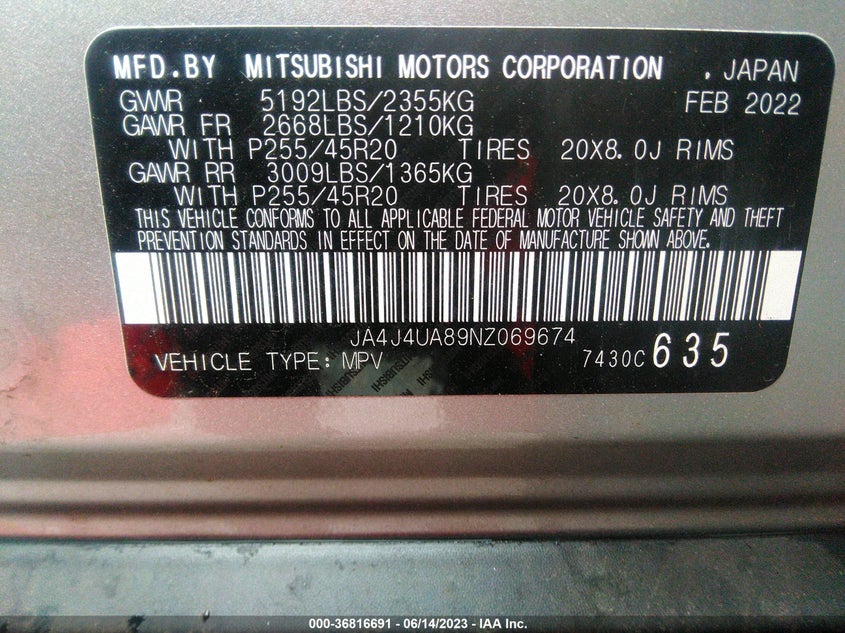 MFD.BY MITSUBISHI MOTORS CORPORATION . JAPAN
GVWR 5192LBS/2355KG FEB 2022
GAWR FR 2668LBS/1210KG
WITH P255/45R20 TIRES 20X8.0J RIMS
GAWR RR 3009LBS/1365KG
WITH P255/45R20 TIRES 20X8.0J RIMS
THIS VEHICLE CONFORMS TO ALL APPLICABLE FEDERAL MOTOR VEHICLE SAFETY AND THEFT
PREVENTION STANDARDS IN EFFECT ON THE DATE OF MANUFACTURE SHOWN ABOVE.
JA4J4UA89NZ069674
VEHICLE TYPE: MPV 7430C 635
MITSUBISHI
000-36816691 - 06/14/2023 - IAA Inc.